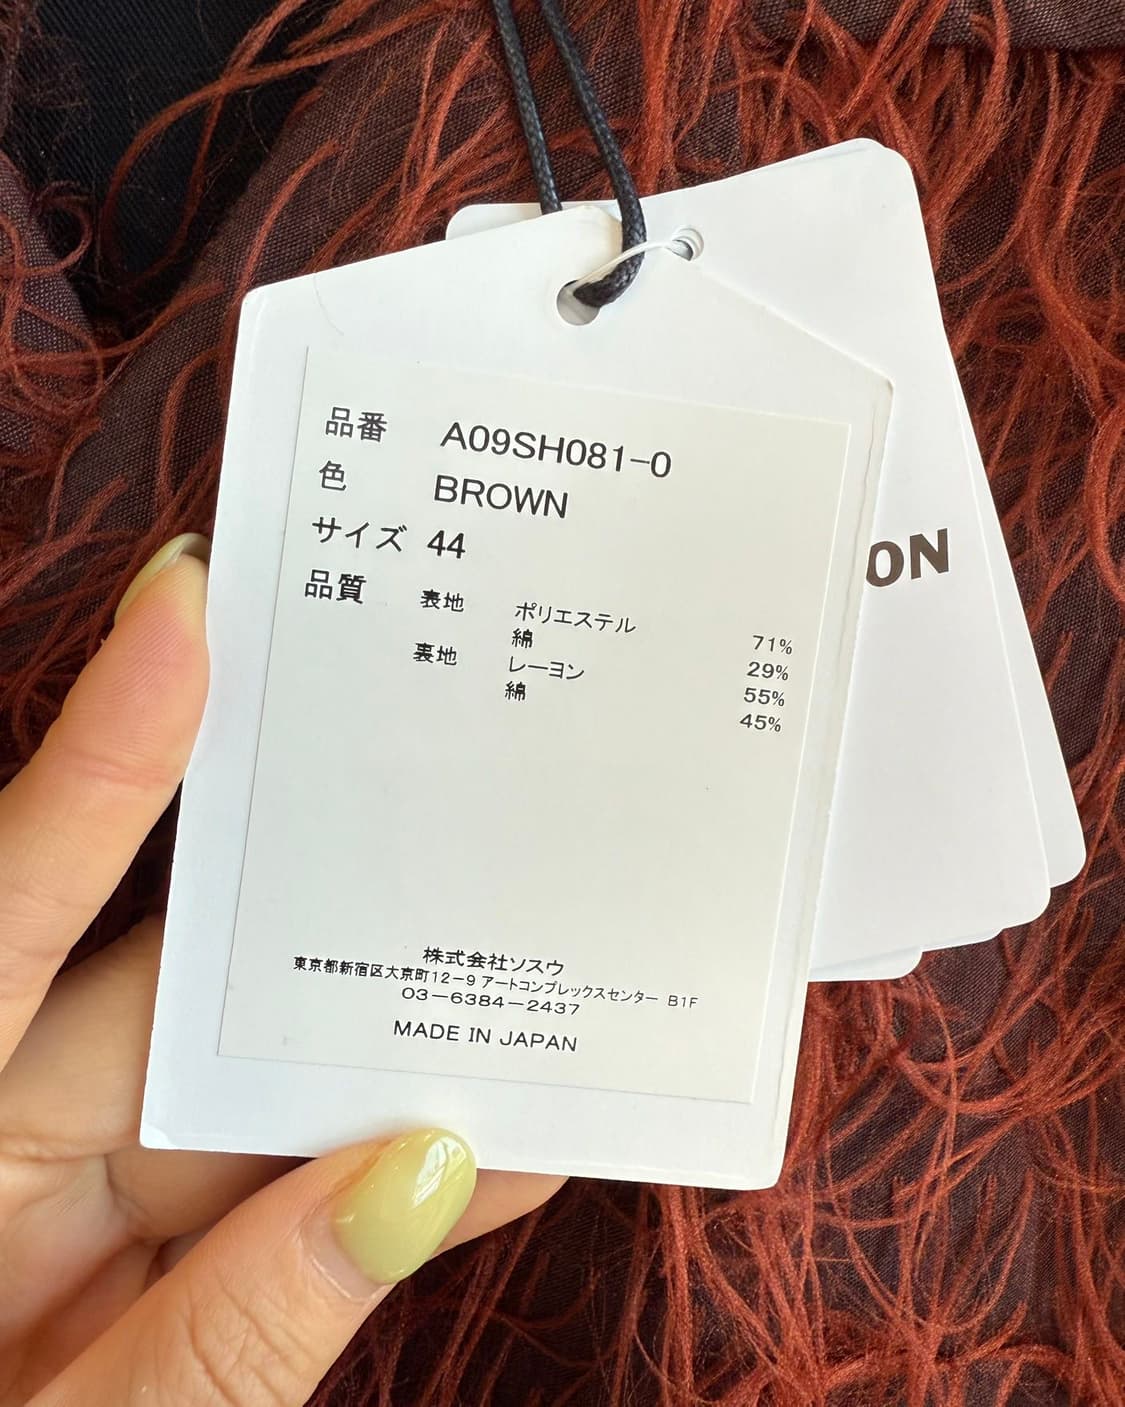 品番 A09SH081-0
色 BROWN
サイズ 44
品質 表地 ポリエステル 71%
綿 29%
裏地 レーヨン 55%
綿 45%
株式会社ソスウ
東京都新宿区大京町12-9 アートコンプレックスセンター B1F
03-6384-2437
MADE IN JAPAN
ON